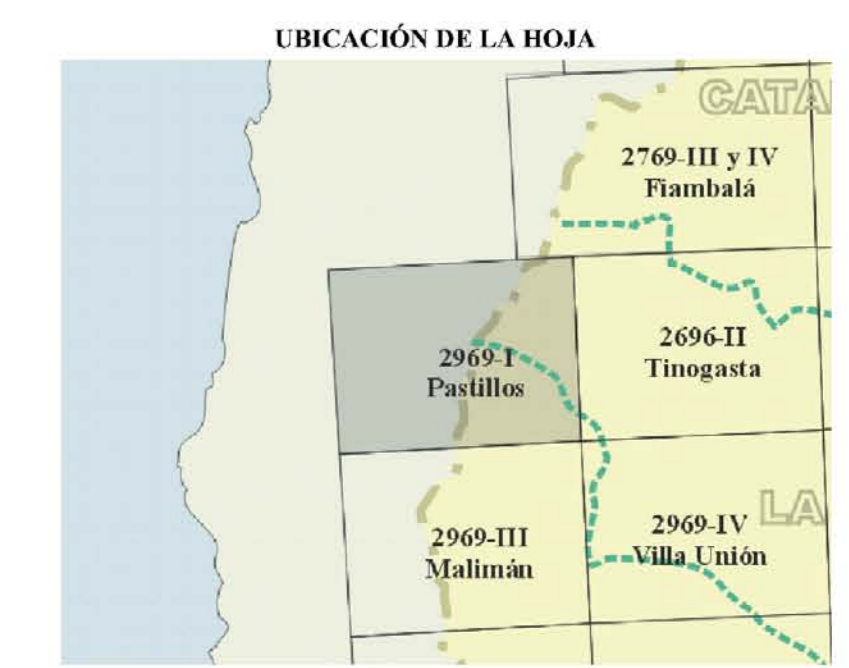 UBICACIÓN DE LA HOJA
CATA
2769-III y IV
Fiambalá
2969-I
Pastillos
2696-II
Tinogasta
2969-III
Malimán
2969-IV
Villa Unión
LA